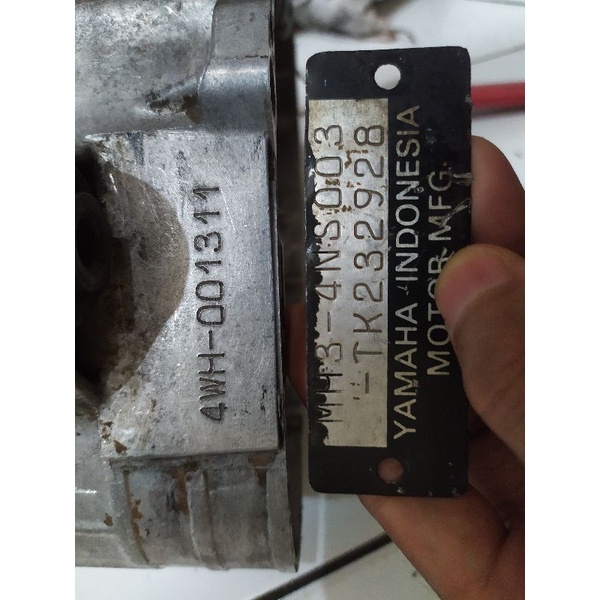 4WH-001311
MH3-4NS003
-TK232928
YAMAHA INDONESIA
MOTOR MFG.